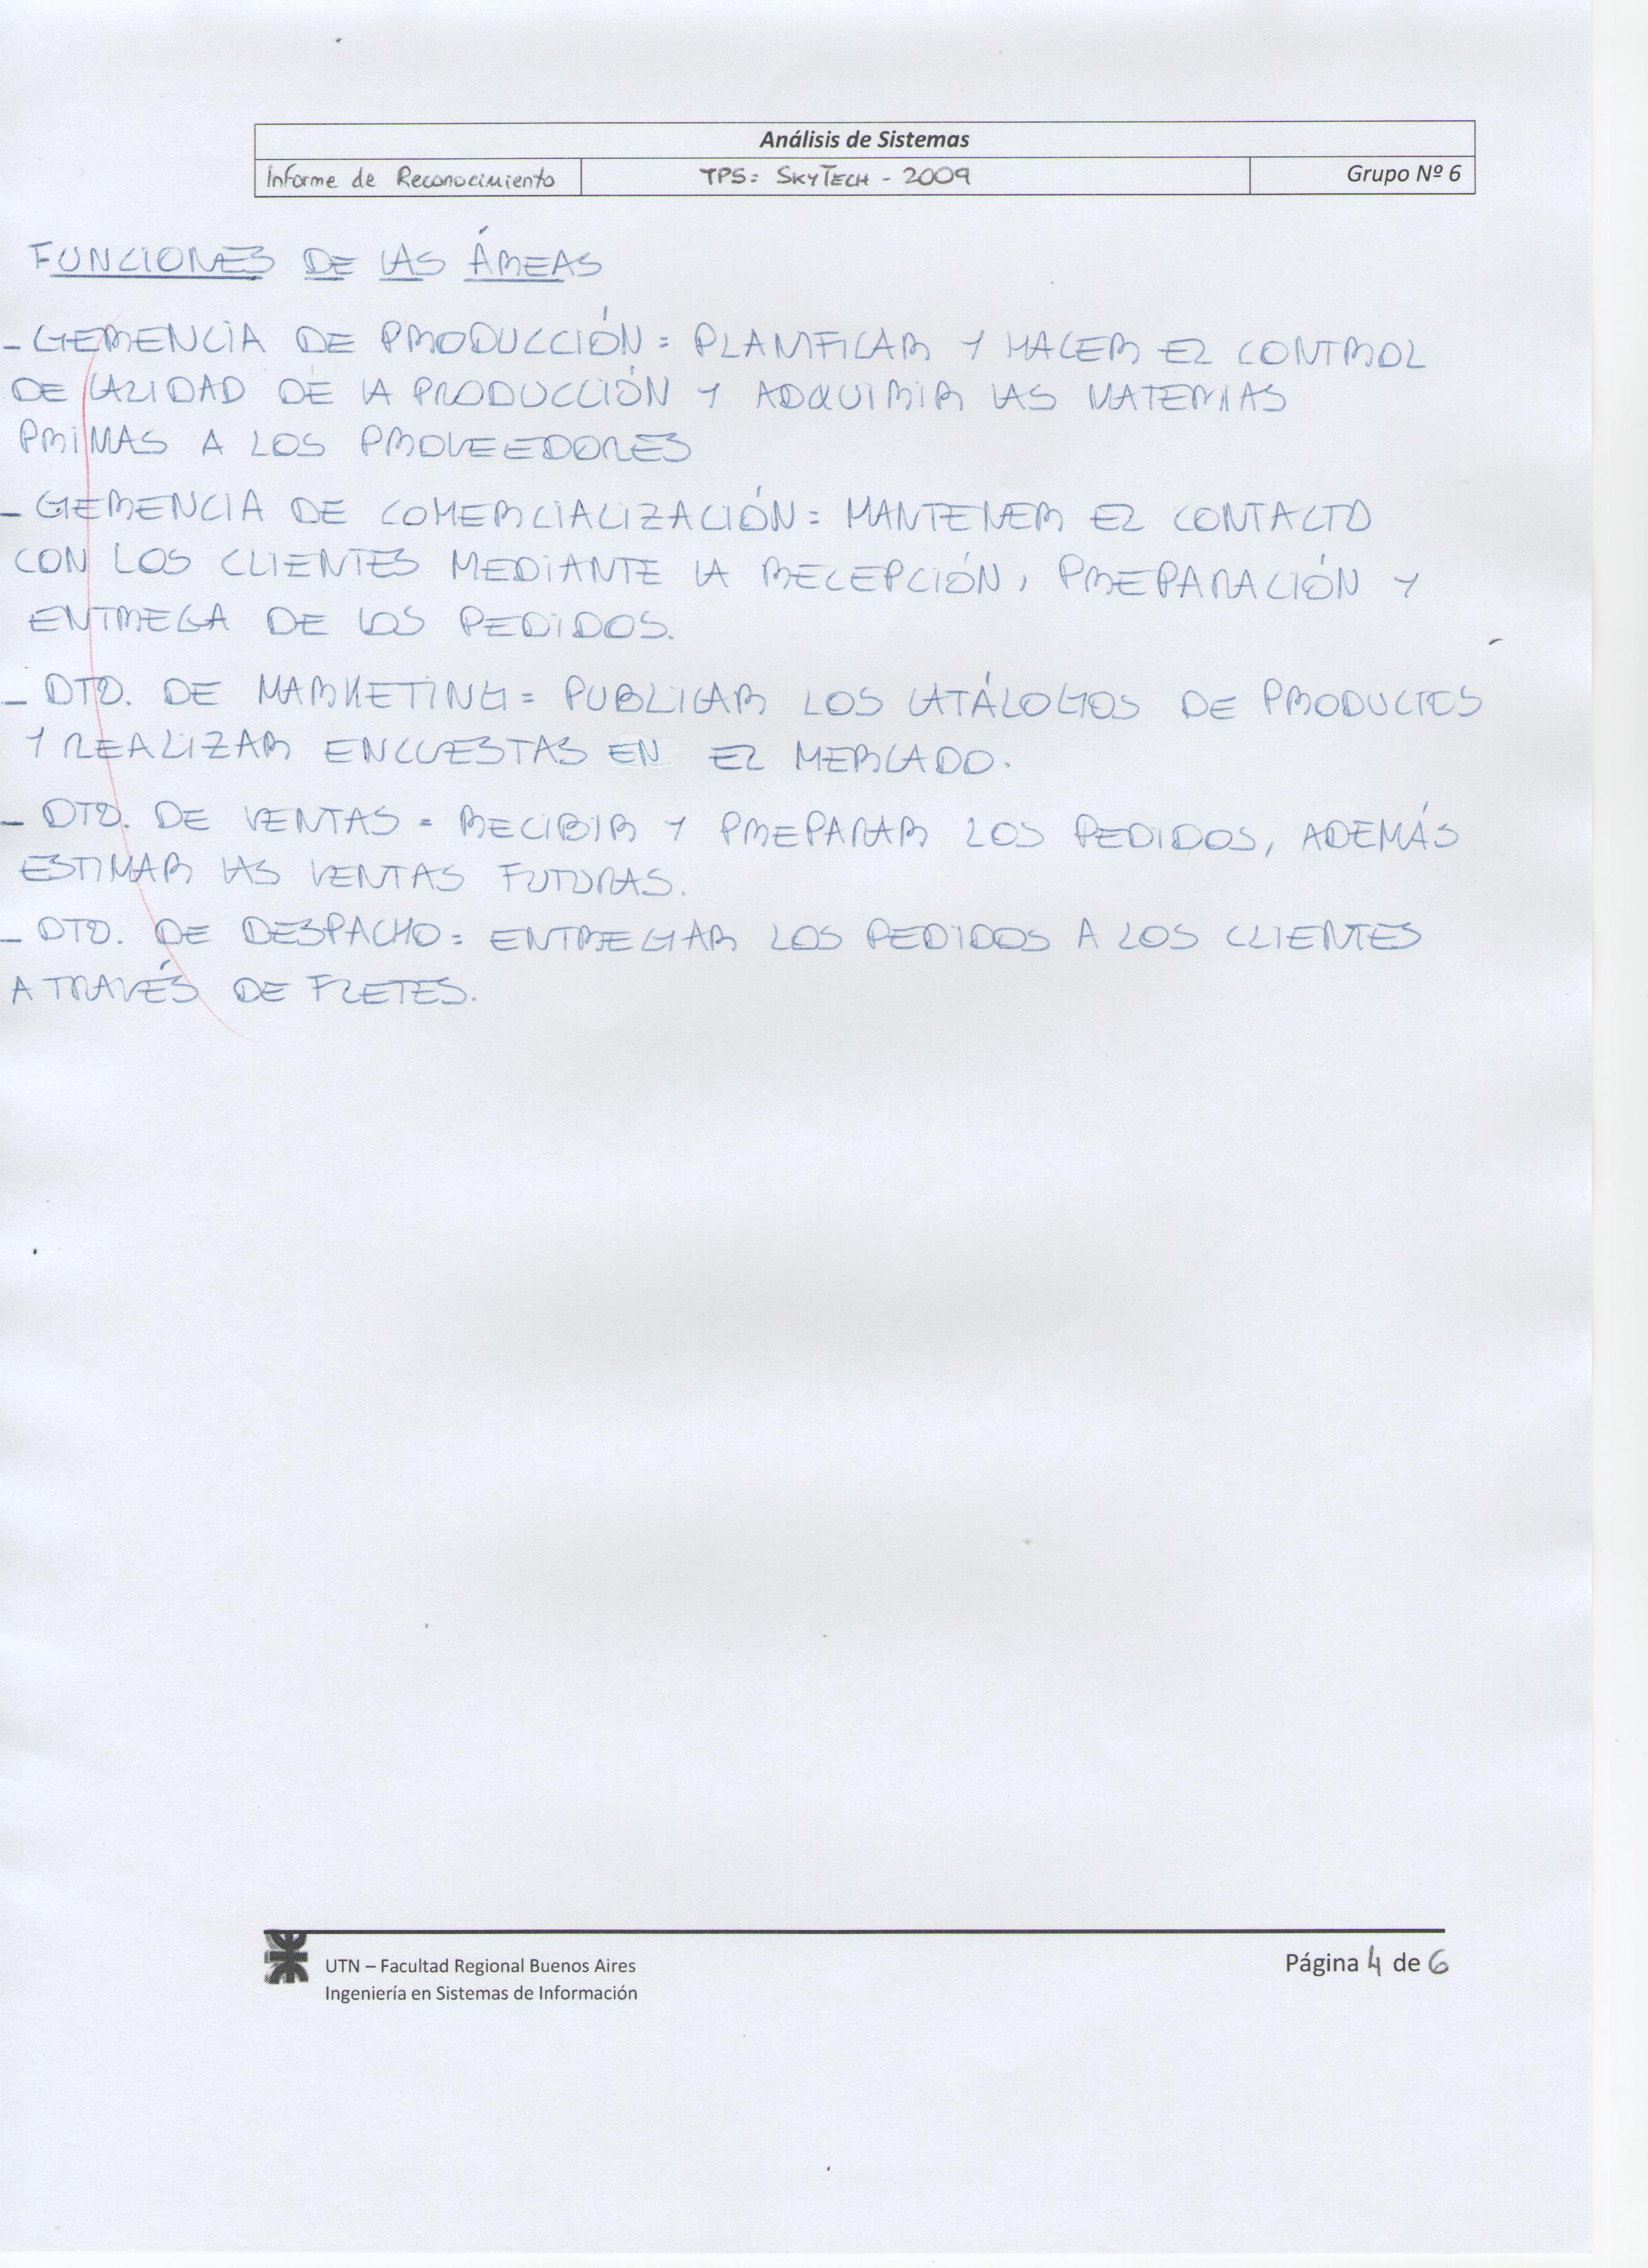 Análisis de Sistemas
Informe de Reconocimiento TP5: SKYTECH - 2009 Grupo Nº 6
FUNCIONES DE LAS ÁREAS
- GERENCIA DE PRODUCCIÓN: PLANIFICAR Y HACER EL CONTROL
DE CALIDAD DE LA PRODUCCIÓN Y ADQUIRIR LAS MATERIAS
PRIMAS A LOS PROVEEDORES
- GERENCIA DE COMERCIALIZACIÓN: MANTENER EL CONTACTO
CON LOS CLIENTES MEDIANTE LA RECEPCIÓN, PREPARACIÓN Y
ENTREGA DE LOS PEDIDOS.
- DTO. DE MARKETING: PUBLICAR LOS CATÁLOGOS DE PRODUCTOS
Y REALIZAR ENCUESTAS EN EL MERCADO.
- DTO. DE VENTAS: RECIBIR Y PREPARAR LOS PEDIDOS, ADEMÁS
ESTIMAR LAS VENTAS FUTURAS.
- DTO. DE DESPACHO: ENTREGAR LOS PEDIDOS A LOS CLIENTES
A TRAVÉS DE FLETES.
UTN – Facultad Regional Buenos Aires Página 4 de 6
Ingeniería en Sistemas de Información